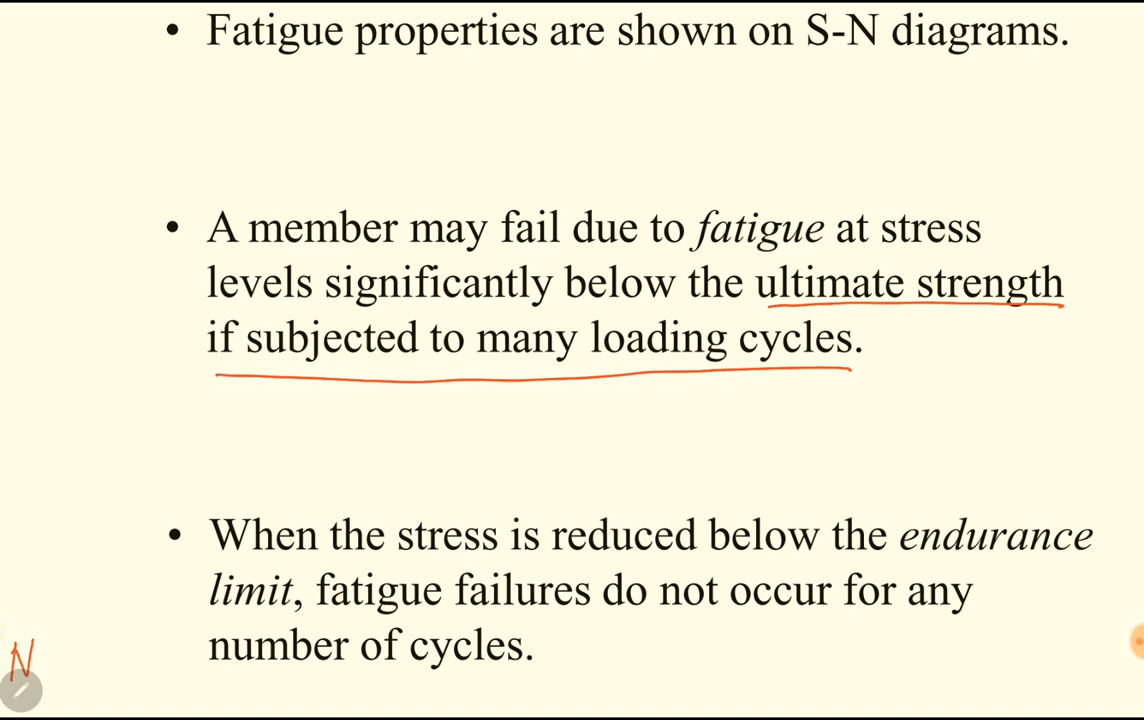 • Fatigue properties are shown on S-N diagrams.
• A member may fail due to fatigue at stress
levels significantly below the ultimate strength
if subjected to many loading cycles.
• When the stress is reduced below the endurance
limit, fatigue failures do not occur for any
number of cycles.
N